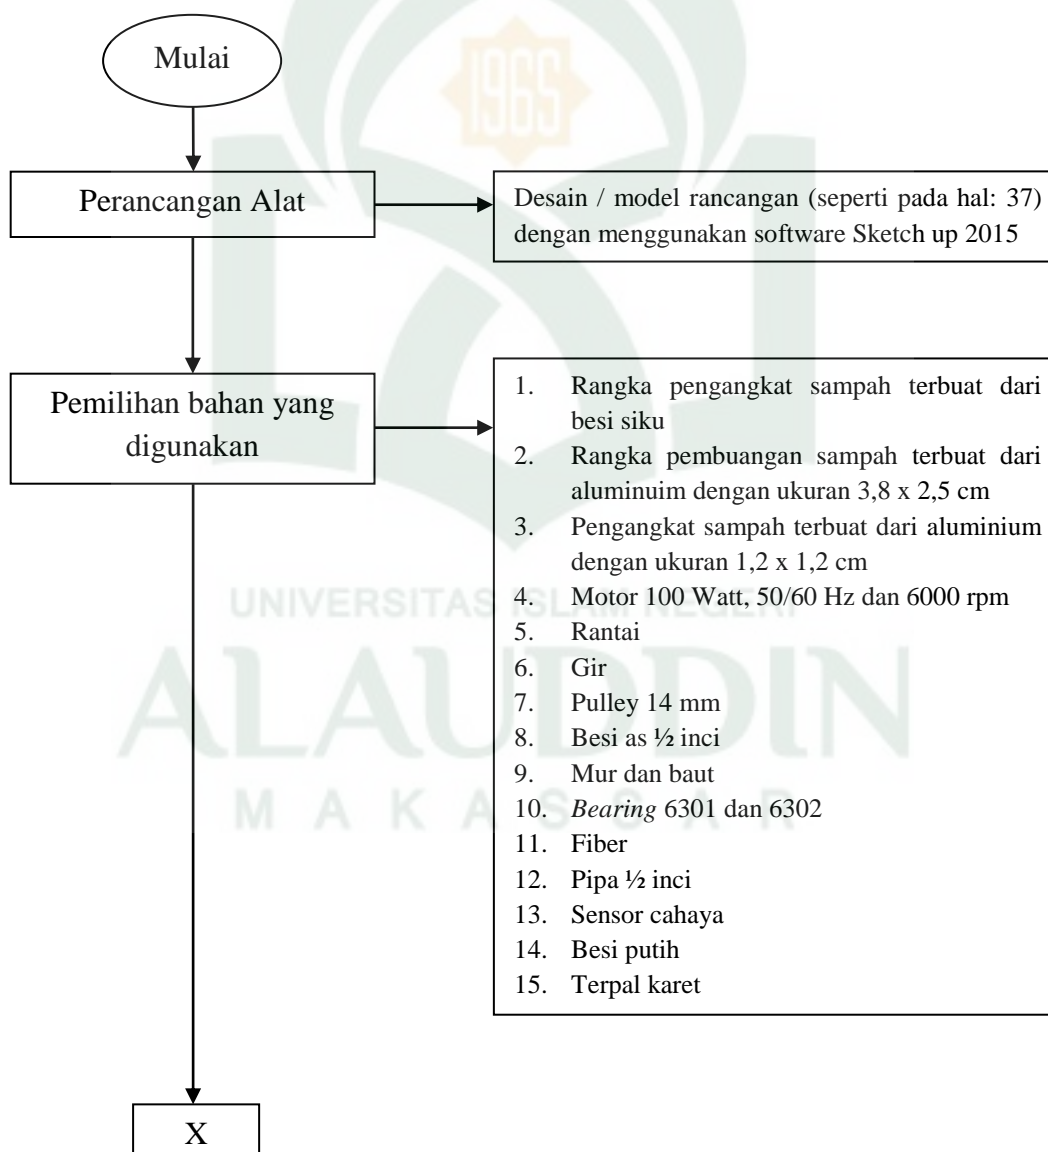 Mulai
Perancangan Alat
Desain / model rancangan (seperti pada hal: 37)
dengan menggunakan software Sketch up 2015
Pemilihan bahan yang
digunakan
1. Rangka pengangkat sampah terbuat dari
besi siku
2. Rangka pembuangan sampah terbuat dari
aluminuim dengan ukuran 3,8 x 2,5 cm
3. Pengangkat sampah terbuat dari aluminium
dengan ukuran 1,2 x 1,2 cm
4. Motor 100 Watt, 50/60 Hz dan 6000 rpm
5. Rantai
6. Gir
7. Pulley 14 mm
8. Besi as ½ inci
9. Mur dan baut
10. Bearing 6301 dan 6302
11. Fiber
12. Pipa ½ inci
13. Sensor cahaya
14. Besi putih
15. Terpal karet
X
1965
UNIVERSITAS ISLAM NEGERI
ALAUDDIN
MAKASSAR